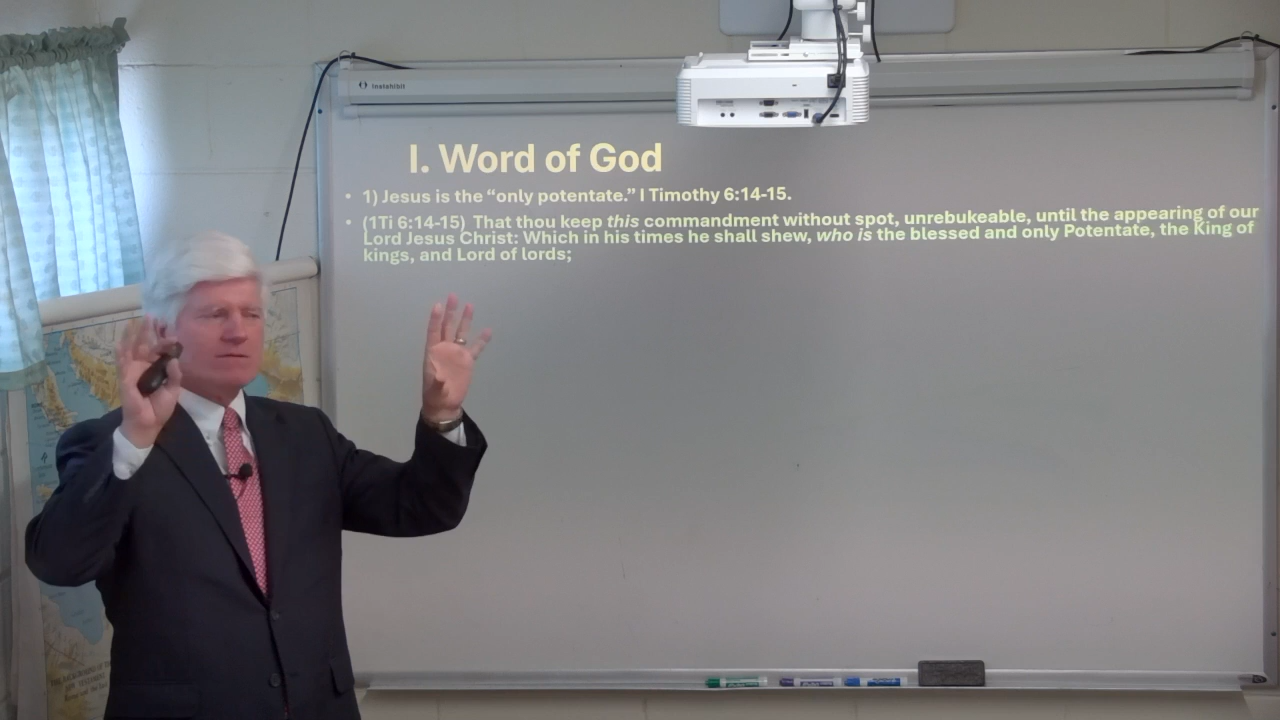 instahibit
I. Word of God
• 1) Jesus is the “only potentate.” I Timothy 6:14-15.
• (1Ti 6:14-15) That thou keep this commandment without spot, unrebukeable, until the appearing of our
Lord Jesus Christ: Which in his times he shall shew, who is the blessed and only Potentate, the King of
kings, and Lord of lords;